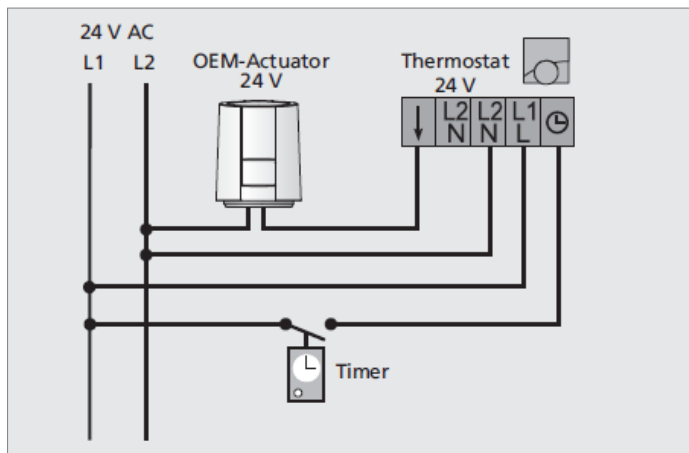 24 V AC
L1 L2
OEM-Actuator
24 V
Thermostat
24 V
L2 L2 L1
N N L
Timer